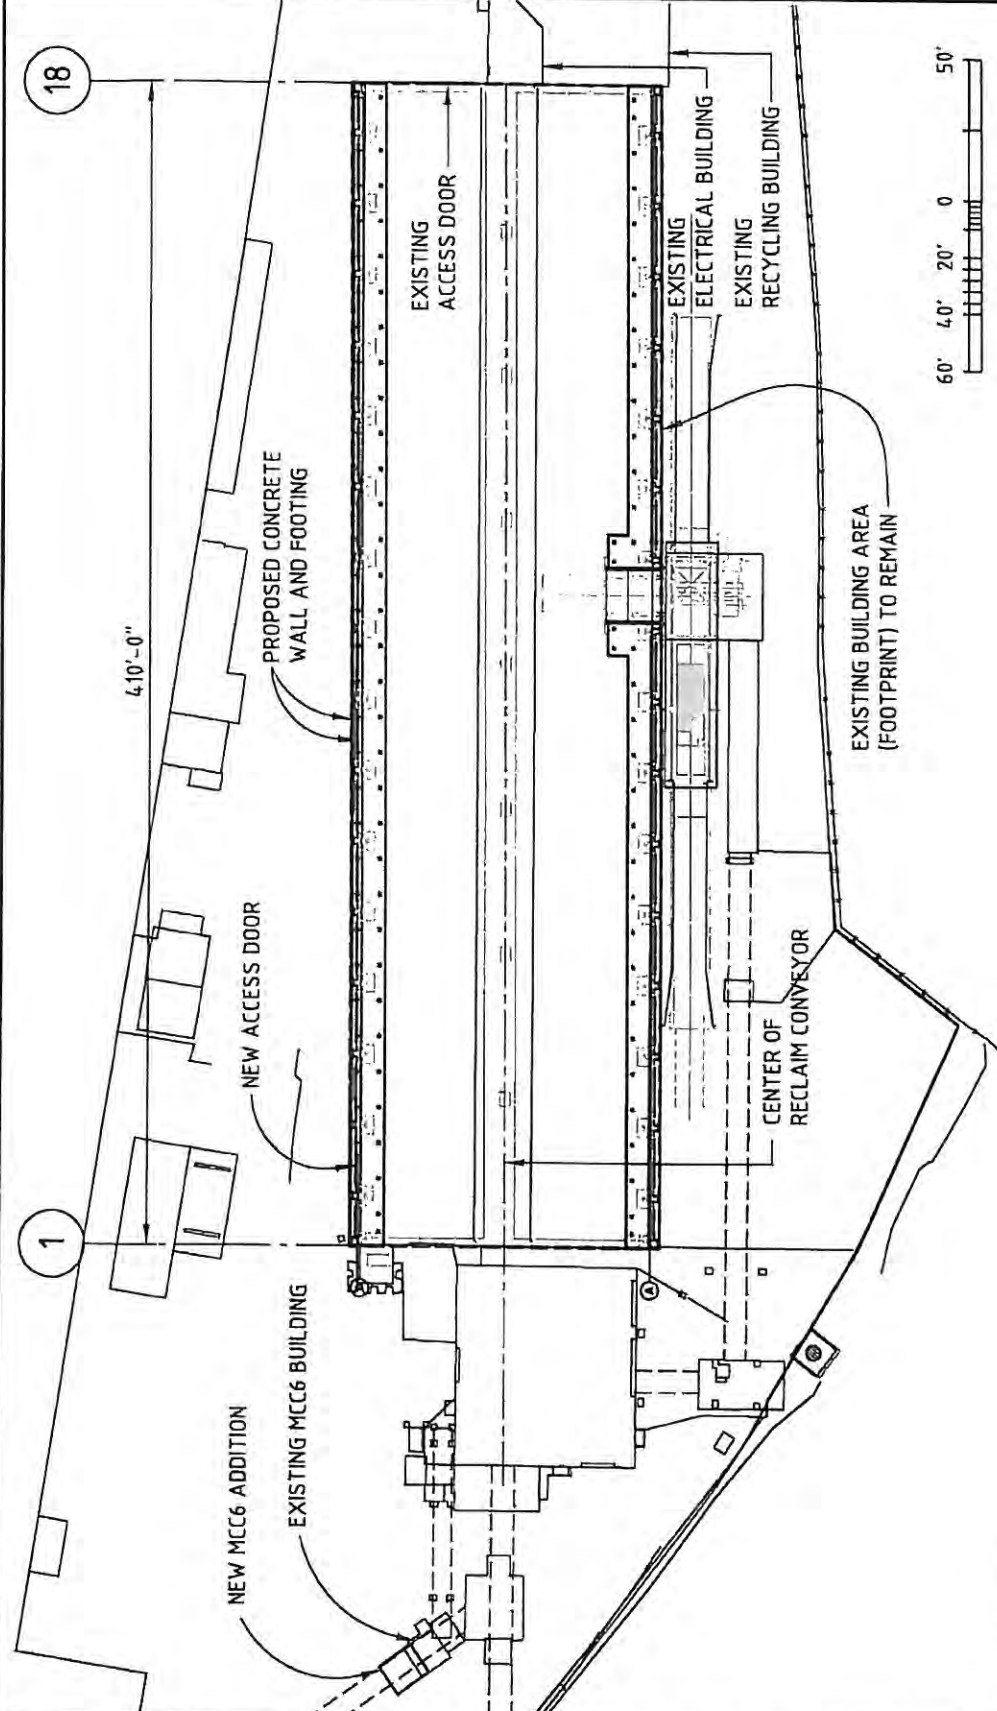 18
1
410'-0"
NEW MCC6 ADDITION
EXISTING MCC6 BUILDING
NEW ACCESS DOOR
PROPOSED CONCRETE
WALL AND FOOTING
EXISTING
ACCESS DOOR
A
CENTER OF
RECLAIM CONVEYOR
EXISTING BUILDING AREA
(FOOTPRINT) TO REMAIN
EXISTING
ELECTRICAL BUILDING
EXISTING
RECYCLING BUILDING
60' 40' 20' 0 50'